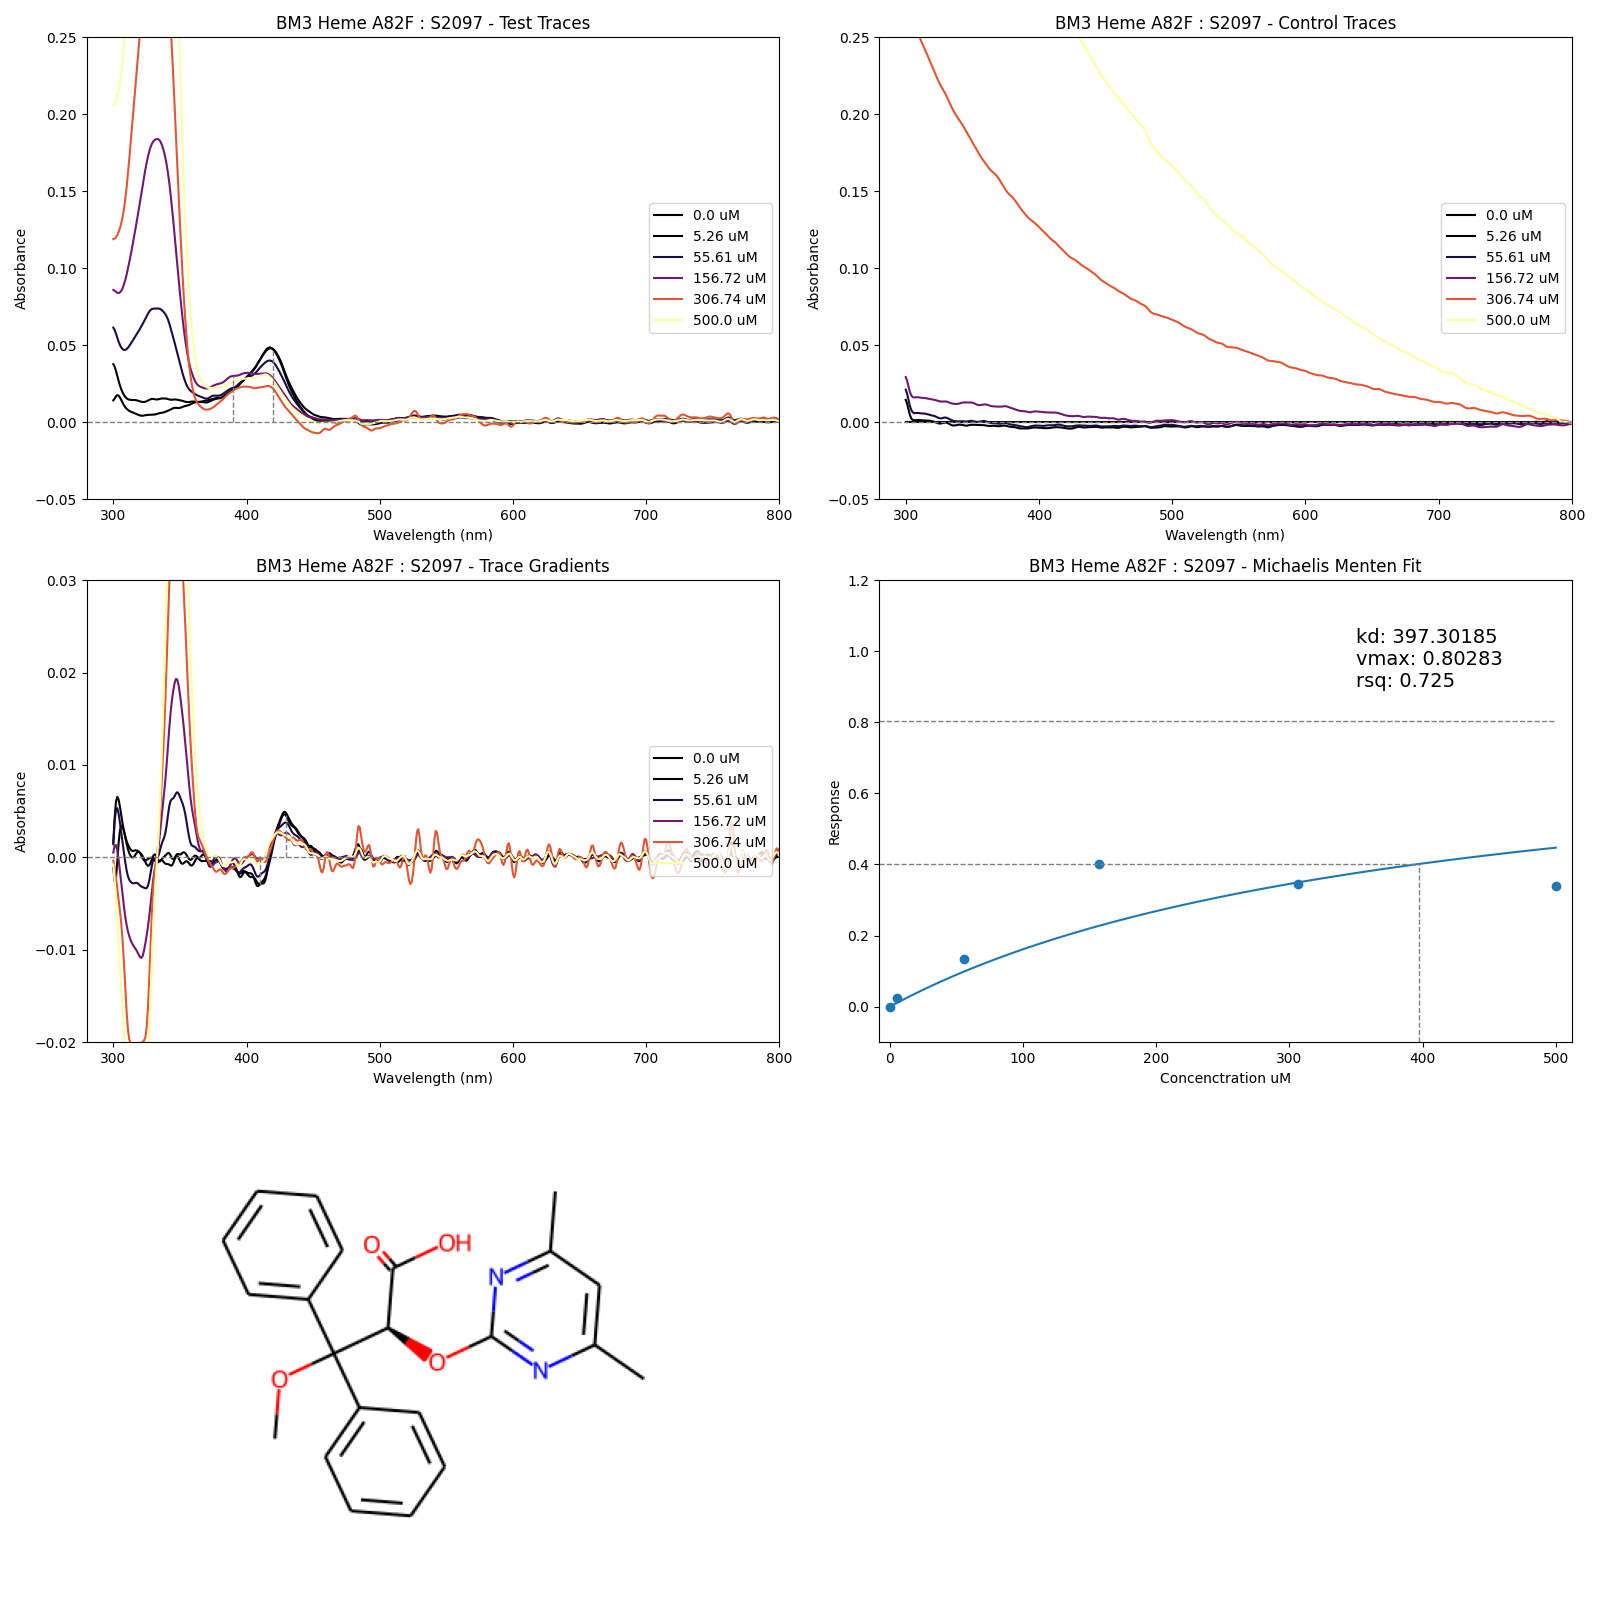 BM3 Heme A82F : S2097 - Test Traces
0.25
0.20
0.15
0.10
0.05
0.00
−0.05
Absorbance
300
400
500
600
700
800
Wavelength (nm)
0.0 uM
5.26 uM
55.61 uM
156.72 uM
306.74 uM
500.0 uM
BM3 Heme A82F : S2097 - Control Traces
0.25
0.20
0.15
0.10
0.05
0.00
−0.05
Absorbance
300
400
500
600
700
800
Wavelength (nm)
0.0 uM
5.26 uM
55.61 uM
156.72 uM
306.74 uM
500.0 uM
BM3 Heme A82F : S2097 - Trace Gradients
0.03
0.02
0.01
0.00
−0.01
−0.02
Absorbance
300
400
500
600
700
800
Wavelength (nm)
0.0 uM
5.26 uM
55.61 uM
156.72 uM
306.74 uM
500.0 uM
BM3 Heme A82F : S2097 - Michaelis Menten Fit
1.2
1.0
0.8
0.6
0.4
0.2
0.0
Response
0
100
200
300
400
500
Concenctration uM
kd: 397.30185
vmax: 0.80283
rsq: 0.725
O
OH
N
O
N
O